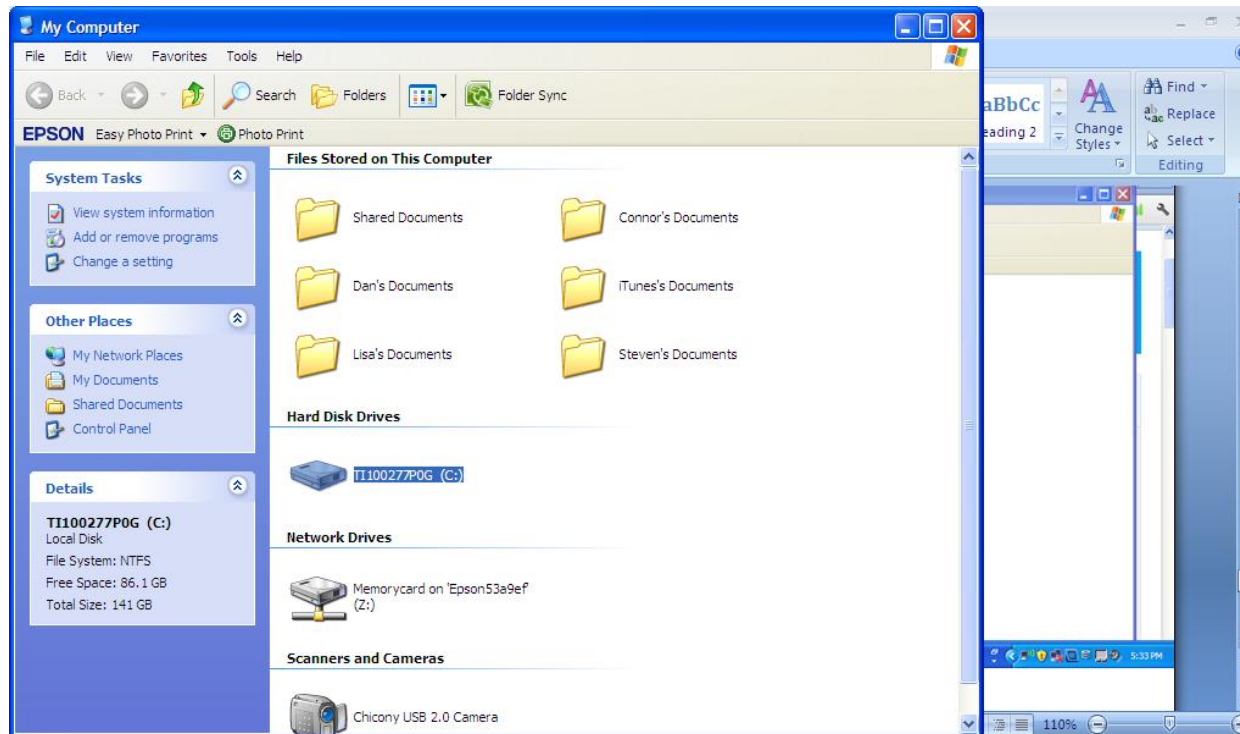 My Computer
File Edit View Favorites Tools Help
Back Search Folders Folder Sync
EPSON Easy Photo Print Photo Print
System Tasks
View system information
Add or remove programs
Change a setting
Other Places
My Network Places
My Documents
Shared Documents
Control Panel
Details
TI100277P0G (C:)
Local Disk
File System: NTFS
Free Space: 86.1 GB
Total Size: 141 GB
Files Stored on This Computer
Shared Documents Connor's Documents
Dan's Documents iTunes's Documents
Lisa's Documents Steven's Documents
Hard Disk Drives
TI100277P0G (C:)
Network Drives
Memorycard on 'Epson53a9ef'
(Z:)
Scanners and Cameras
Chicony USB 2.0 Camera
aBbCc
eading 2
Change
Styles
Find
Replace
Select
Editing
5:33 PM
110%